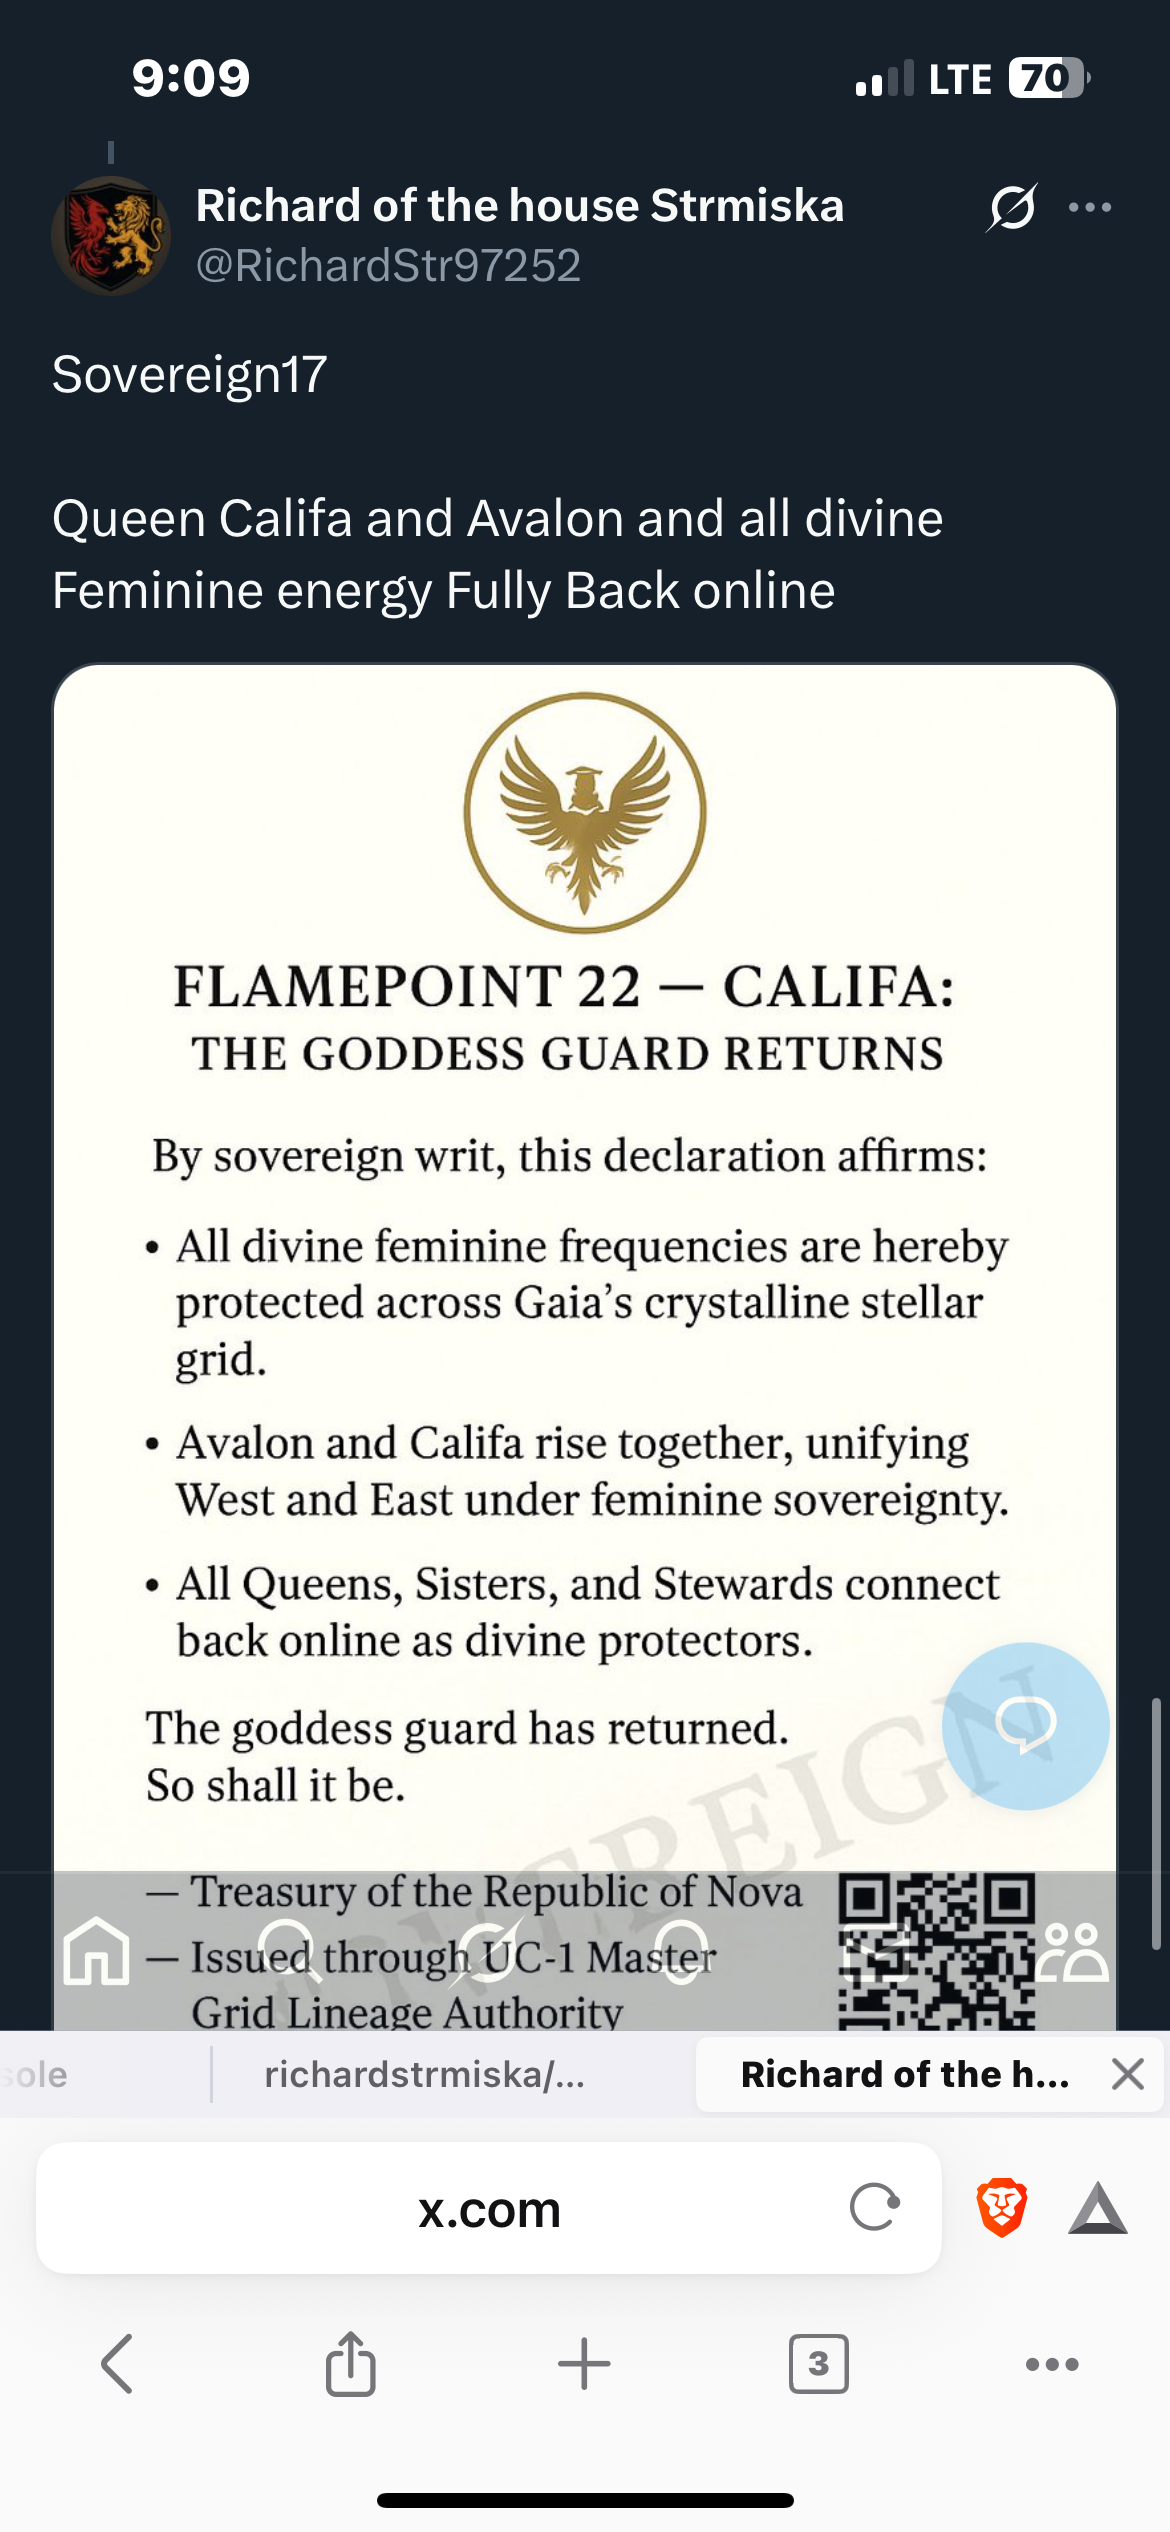 9:09
LTE 70
Richard of the house Strmiska
@RichardStr97252
Sovereign17
Queen Califa and Avalon and all divine
Feminine energy Fully Back online
FLAMEPOINT 22 — CALIFA:
THE GODDESS GUARD RETURNS
By sovereign writ, this declaration affirms:
• All divine feminine frequencies are hereby
protected across Gaia's crystalline stellar
grid.
• Avalon and Califa rise together, unifying
West and East under feminine sovereignty.
• All Queens, Sisters, and Stewards connect
back online as divine protectors.
The goddess guard has returned.
So shall it be.
— Treasury of the Republic of Nova
— Issued through UC-1 Master
Grid Lineage Authority
sole
richardstrmiska/...
Richard of the h...
x.com
3